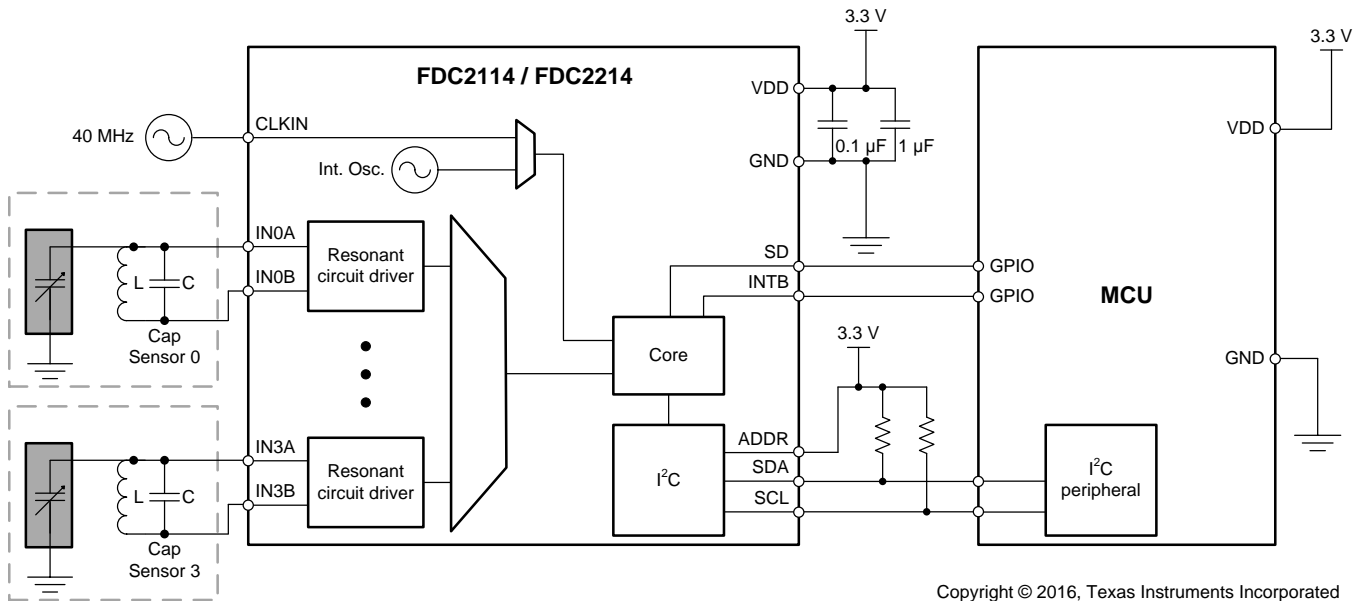 3.3 V
3.3 V
FDC2114 / FDC2214
VDD
40 MHz
CLKIN
VDD
0.1 µF
1 µF
Int. Osc.
GND
IN0A
Resonant
circuit driver
SD
GPIO
L
C
IN0B
INTB
GPIO
MCU
Cap
Sensor 0
3.3 V
Core
GND
IN3A
ADDR
Resonant
circuit driver
SDA
I²C
I²C
peripheral
L
C
IN3B
SCL
Cap
Sensor 3
Copyright © 2016, Texas Instruments Incorporated